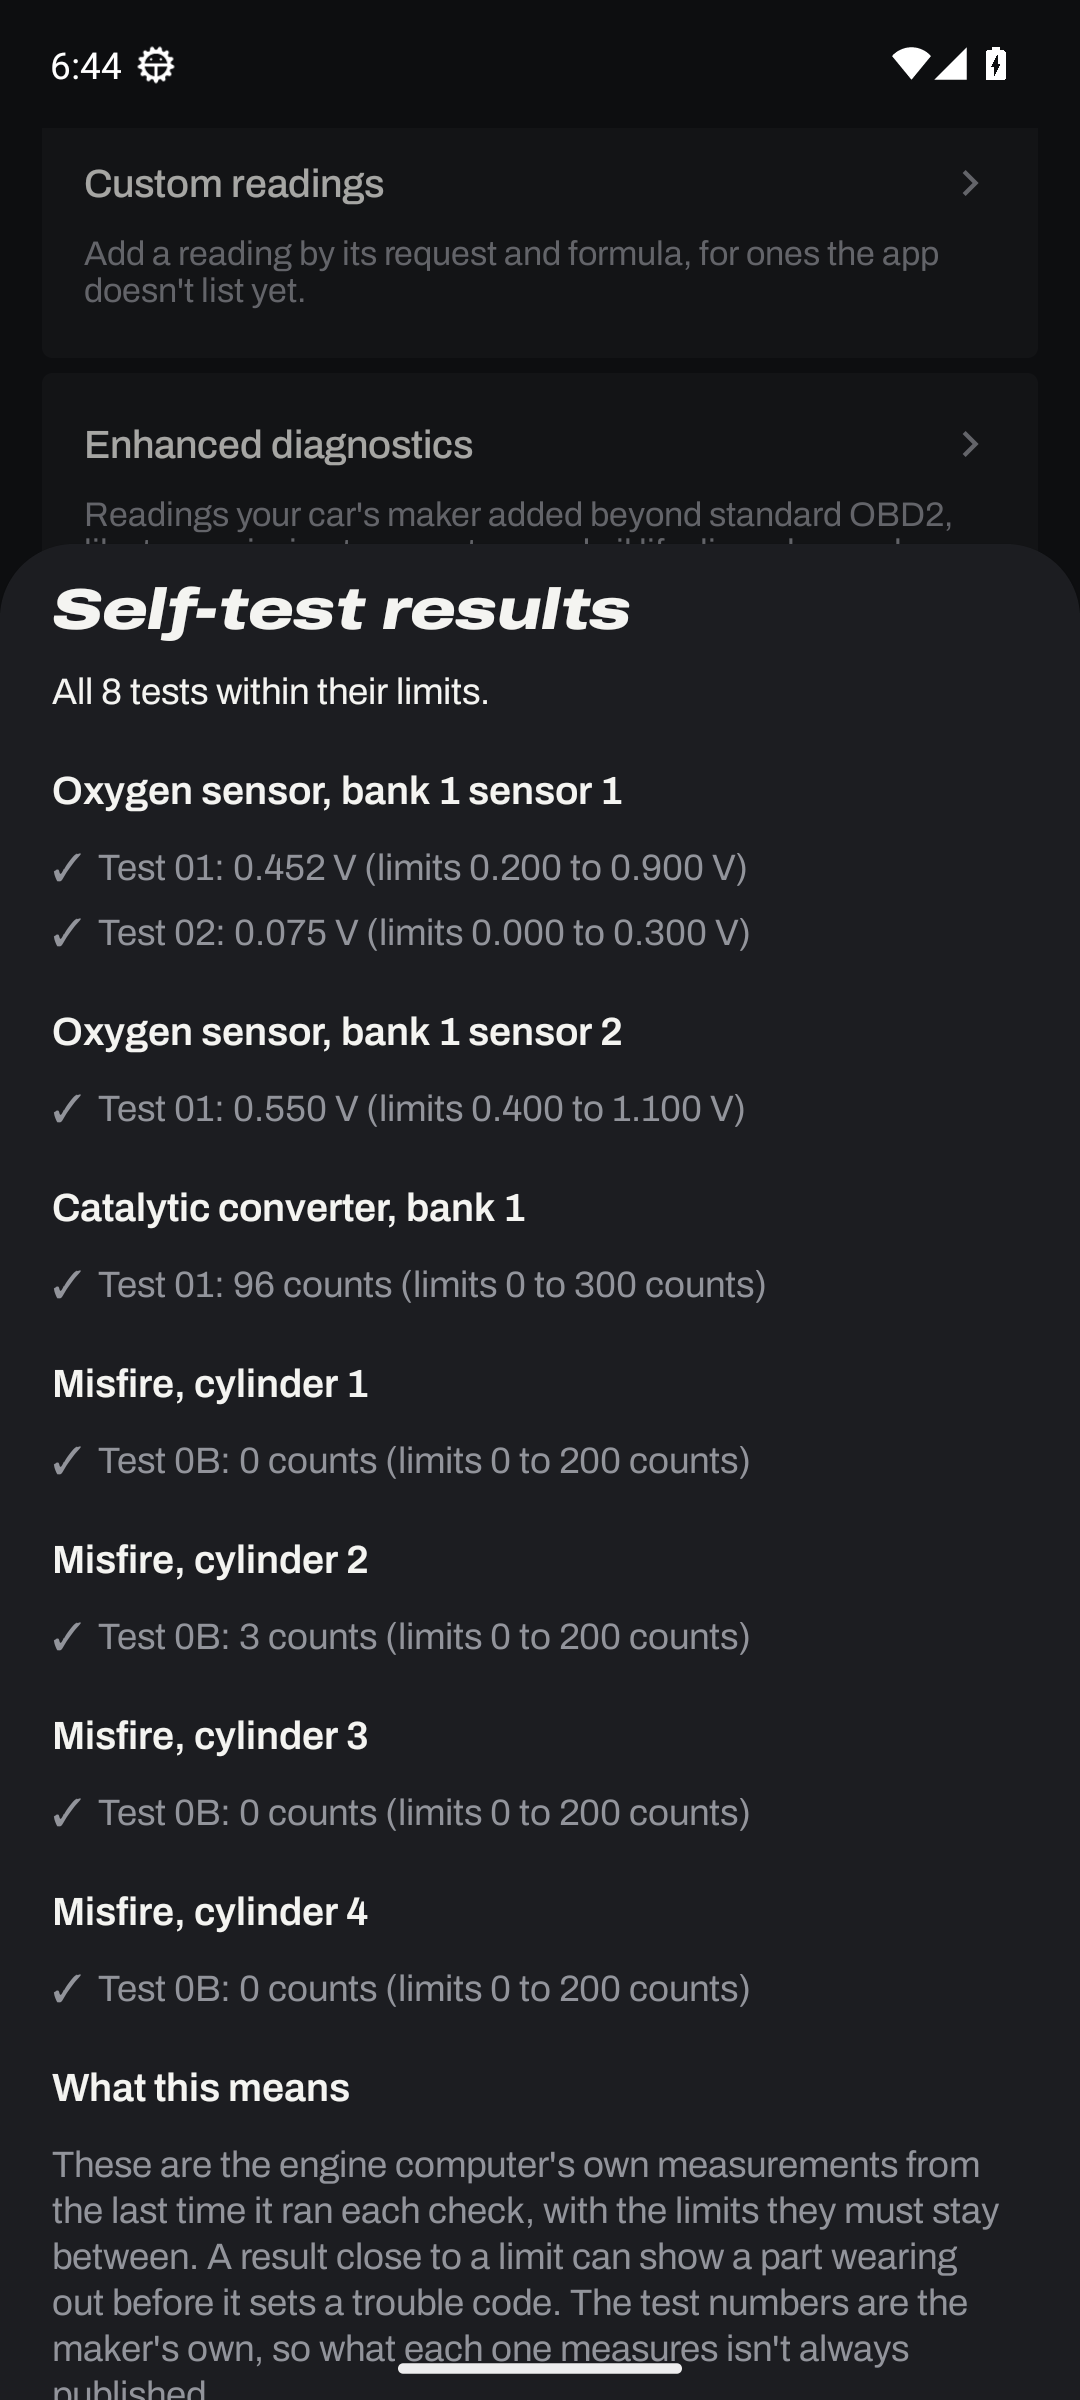 6:44
Custom readings
Add a reading by its request and formula, for ones the app
doesn't list yet.
Enhanced diagnostics
Readings your car's maker added beyond standard OBD2,
Self-test results
All 8 tests within their limits.
Oxygen sensor, bank 1 sensor 1
✓ Test 01: 0.452 V (limits 0.200 to 0.900 V)
✓ Test 02: 0.075 V (limits 0.000 to 0.300 V)
Oxygen sensor, bank 1 sensor 2
✓ Test 01: 0.550 V (limits 0.400 to 1.100 V)
Catalytic converter, bank 1
✓ Test 01: 96 counts (limits 0 to 300 counts)
Misfire, cylinder 1
✓ Test 0B: 0 counts (limits 0 to 200 counts)
Misfire, cylinder 2
✓ Test 0B: 3 counts (limits 0 to 200 counts)
Misfire, cylinder 3
✓ Test 0B: 0 counts (limits 0 to 200 counts)
Misfire, cylinder 4
✓ Test 0B: 0 counts (limits 0 to 200 counts)
What this means
These are the engine computer's own measurements from
the last time it ran each check, with the limits they must stay
between. A result close to a limit can show a part wearing
out before it sets a trouble code. The test numbers are the
maker's own, so what each one measures isn't always
published.